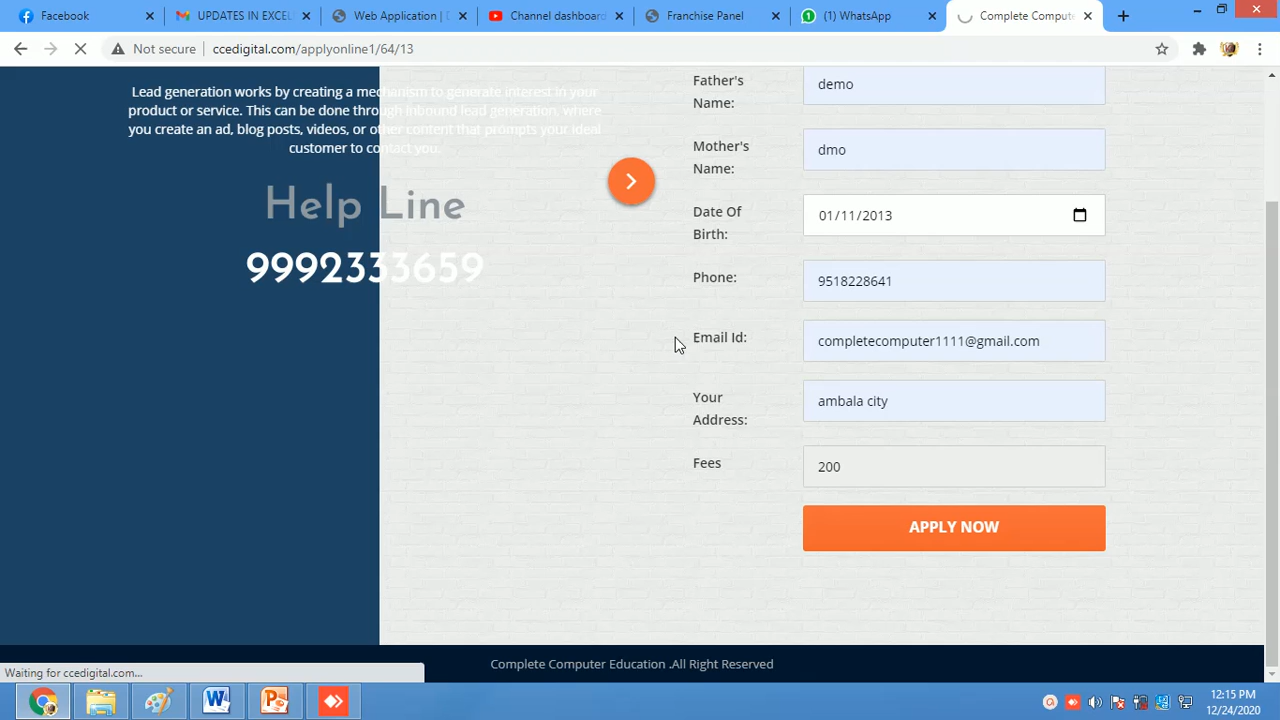 Facebook
UPDATES IN EXCEL
Web Application | D
Channel dashboard
Franchise Panel
(1) WhatsApp
Complete Compute
Not secure
ccedigital.com/applyonline1/64/13
Lead generation works by creating a mechanism to generate interest in your
product or service. This can be done through Inbound lead generation, where
you create an ad, blog posts, videos, or other content that prompts your ideal
customer to contact you.
Help Line
9992333659
Father's
Name:
demo
Mother's
Name:
dmo
Date Of
Birth:
01/11/2013
Phone:
9518228641
Email Id:
completecomputer1111@gmail.com
Your
Address:
ambala city
Fees
200
APPLY NOW
Complete Computer Education .All Right Reserved
Waiting for ccedigital.com...
12:15 PM
12/24/2020